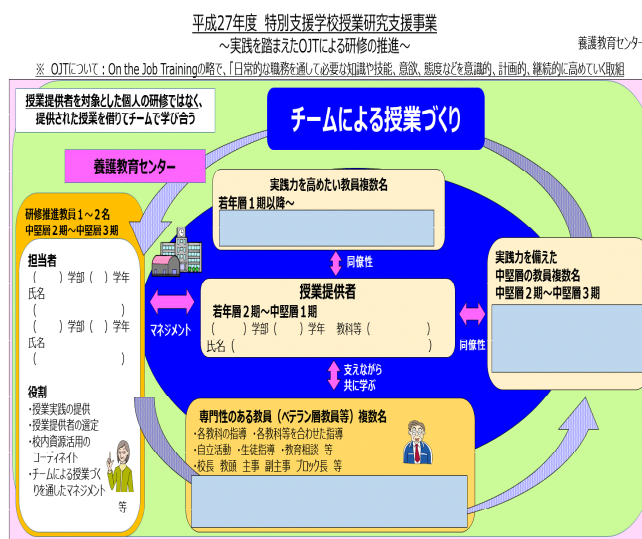 平成27年度 特別支援学校授業研究支援事業
～実践を踏まえたOJTによる研修の推進～
養護教育センター
※ OJTについて：On the Job Trainingの略で、「日常的な職務を通して必要な知識や技能、意欲、態度などを意識的、計画的、継続的に高めていく取組
授業提供者を対象とした個人の研修ではなく、
提供された授業を借りてチームで学び合う
チームによる授業づくり
養護教育センター
実践力を高めたい教員複数名
若年層１期以降～
研修推進教員１～２名
中堅層２期～中堅層３期
担当者
（　　）学部（　）学年
氏名
（　　　　　　　　）
（　　）学部（　）学年
氏名
（　　　　　　　　）
役割
・授業実践の提供
・授業提供者の選定
・校内資源活用の
コーディネイト
・チームによる授業づく
りを通したマネジメント
等
マネジメント
同僚性
授業提供者
若年層２期～中堅層１期
（　　）学部（　　）学年　教科等（　　　　　）
氏名（　　　　　　　　　　　　　　　）
同僚性
実践力を備えた
中堅層の教員複数名
中堅層２期～中堅層３期
支えながら
共に学ぶ
専門性のある教員（ベテラン層教員等）複数名
・各教科の指導　・各教科等を合わせた指導
・自立活動　・生徒指導　・教育相談　等
・校長　教頭　主事　副主事　ブロック長　等